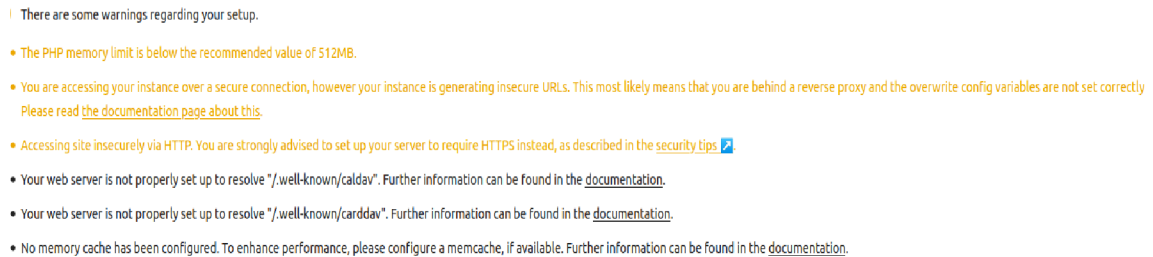 There are some warnings regarding your setup.
• The PHP memory limit is below the recommended value of 512MB.
• You are accessing your instance over a secure connection, however your instance is generating insecure URLs. This most likely means that you are behind a reverse proxy and the overwrite config variables are not set correctly
Please read the documentation page about this.
• Accessing site insecurely via HTTP. You are strongly advised to set up your server to require HTTPS instead, as described in the security tips ↗.
• Your web server is not properly set up to resolve "/.well-known/caldav". Further information can be found in the documentation.
• Your web server is not properly set up to resolve "/.well-known/carddav". Further information can be found in the documentation.
• No memory cache has been configured. To enhance performance, please configure a memcache, if available. Further information can be found in the documentation.